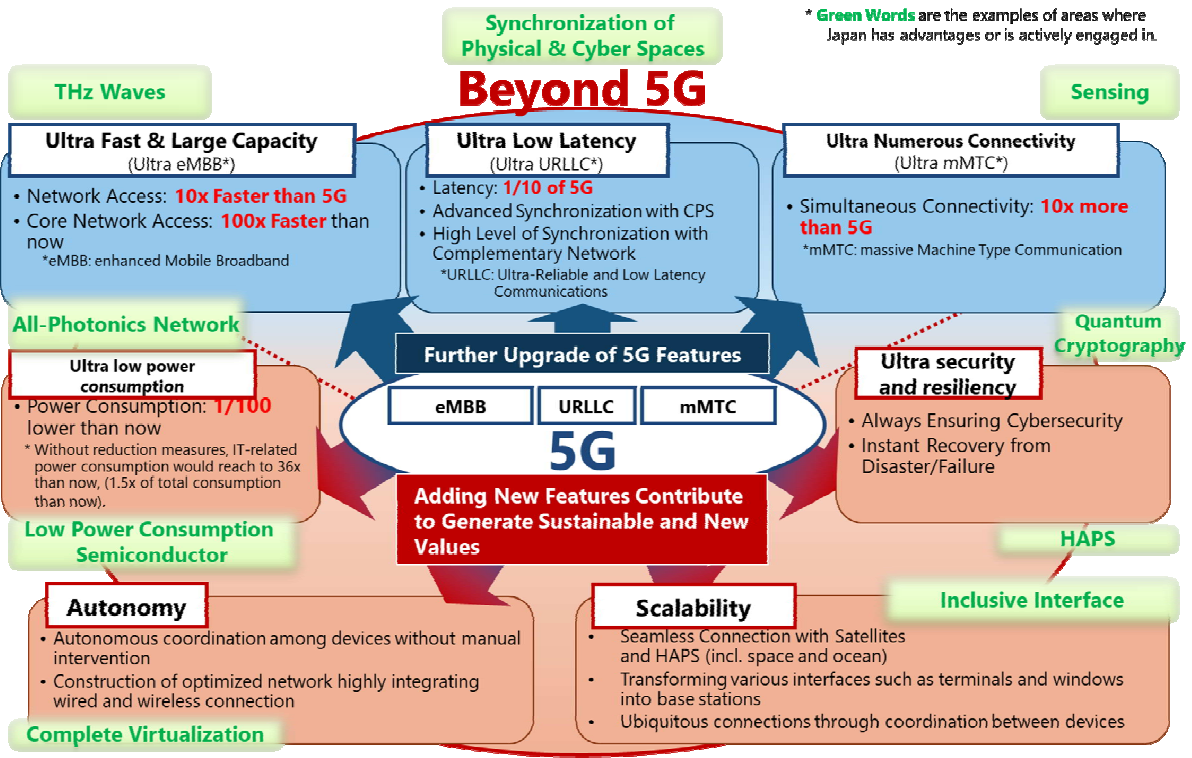 Synchronization of
Physical & Cyber Spaces
* Green Words are the examples of areas where
Japan has advantages or is actively engaged in.
Beyond 5G
THz Waves
Sensing
Ultra Fast & Large Capacity
(Ultra eMBB*)
• Network Access: 10x Faster than 5G
• Core Network Access: 100x Faster than
now
*eMBB: enhanced Mobile Broadband
Ultra Low Latency
(Ultra URLLC*)
• Latency: 1/10 of 5G
• Advanced Synchronization with CPS
• High Level of Synchronization with
Complementary Network
*URLLC: Ultra-Reliable and Low Latency
Communications
Ultra Numerous Connectivity
(Ultra mMTC*)
• Simultaneous Connectivity: 10x more
than 5G
*mMTC: massive Machine Type Communication
All-Photonics Network
Further Upgrade of 5G Features
Quantum
Cryptography
Ultra low power
consumption
• Power Consumption: 1/100
lower than now
* Without reduction measures, IT-related
power consumption would reach to 36x
than now, (1.5x of total consumption
than now).
eMBB
URLLC
mMTC
5G
Ultra security
and resiliency
• Always Ensuring Cybersecurity
• Instant Recovery from
Disaster/Failure
Adding New Features Contribute
to Generate Sustainable and New
Values
Low Power Consumption
Semiconductor
HAPS
Autonomy
• Autonomous coordination among devices without manual
intervention
• Construction of optimized network highly integrating
wired and wireless connection
Complete Virtualization
Inclusive Interface
Scalability
• Seamless Connection with Satellites
and HAPS (incl. space and ocean)
• Transforming various interfaces such as terminals and windows
into base stations
• Ubiquitous connections through coordination between devices